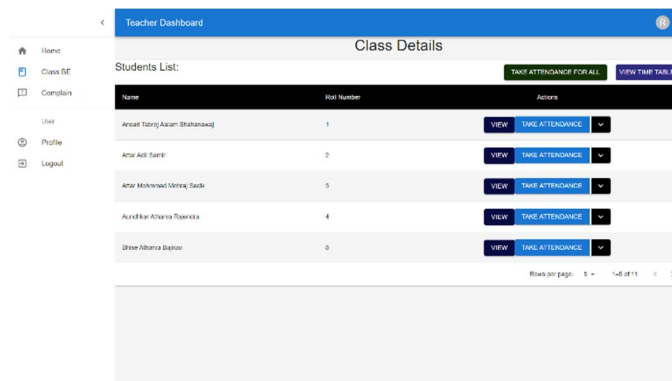 Teacher Dashboard
R
Home
Class BE
Complain
User
Profile
Logout
Class Details
Students List:
TAKE ATTENDANCE FOR ALL
VIEW TIME TABL
Name Roll Number Actions
Ansari Tabrej Aalam Shahanawaj 1 VIEW TAKE ATTENDANCE
Attar Adil Samir 2 VIEW TAKE ATTENDANCE
Attar Mohammad Mehraj Sadik 3 VIEW TAKE ATTENDANCE
Aundhkar Atharva Rajendra 4 VIEW TAKE ATTENDANCE
Bhise Atharva Bajirao 5 VIEW TAKE ATTENDANCE
Rows per page: 5 1–5 of 11